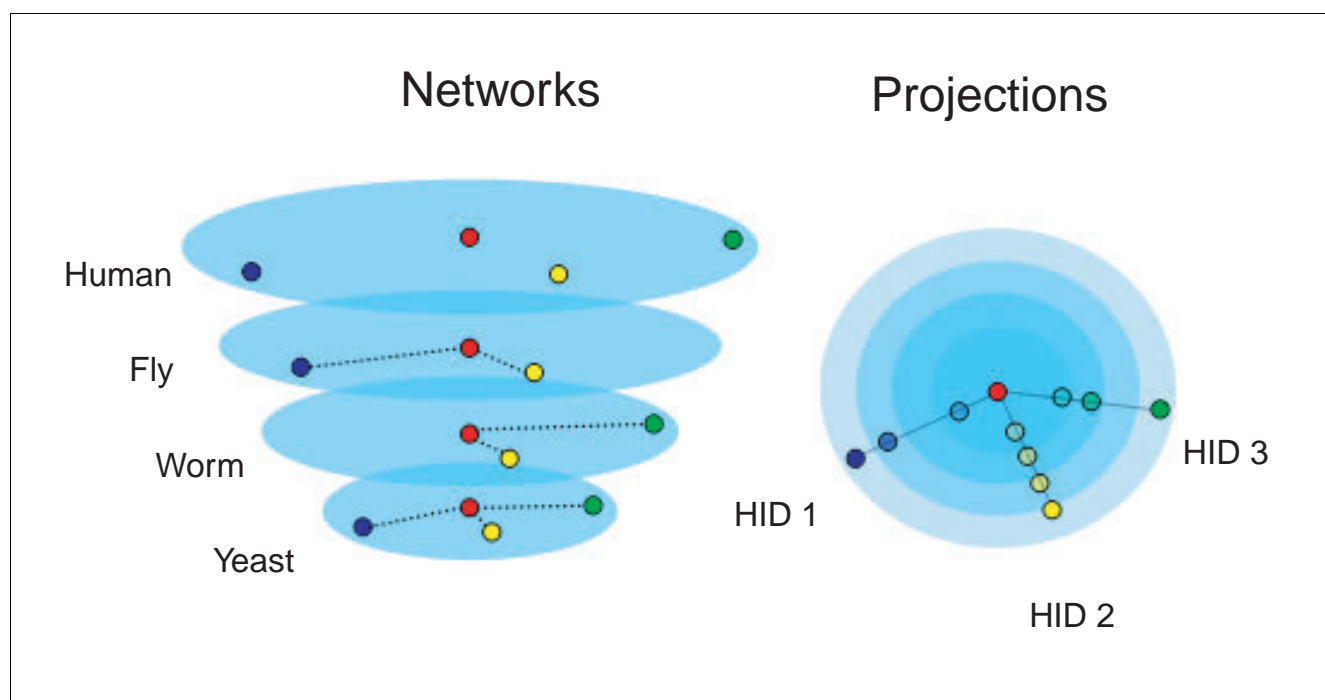 Networks
Projections
Human
Fly
Worm
Yeast
HID 1
HID 3
HID 2